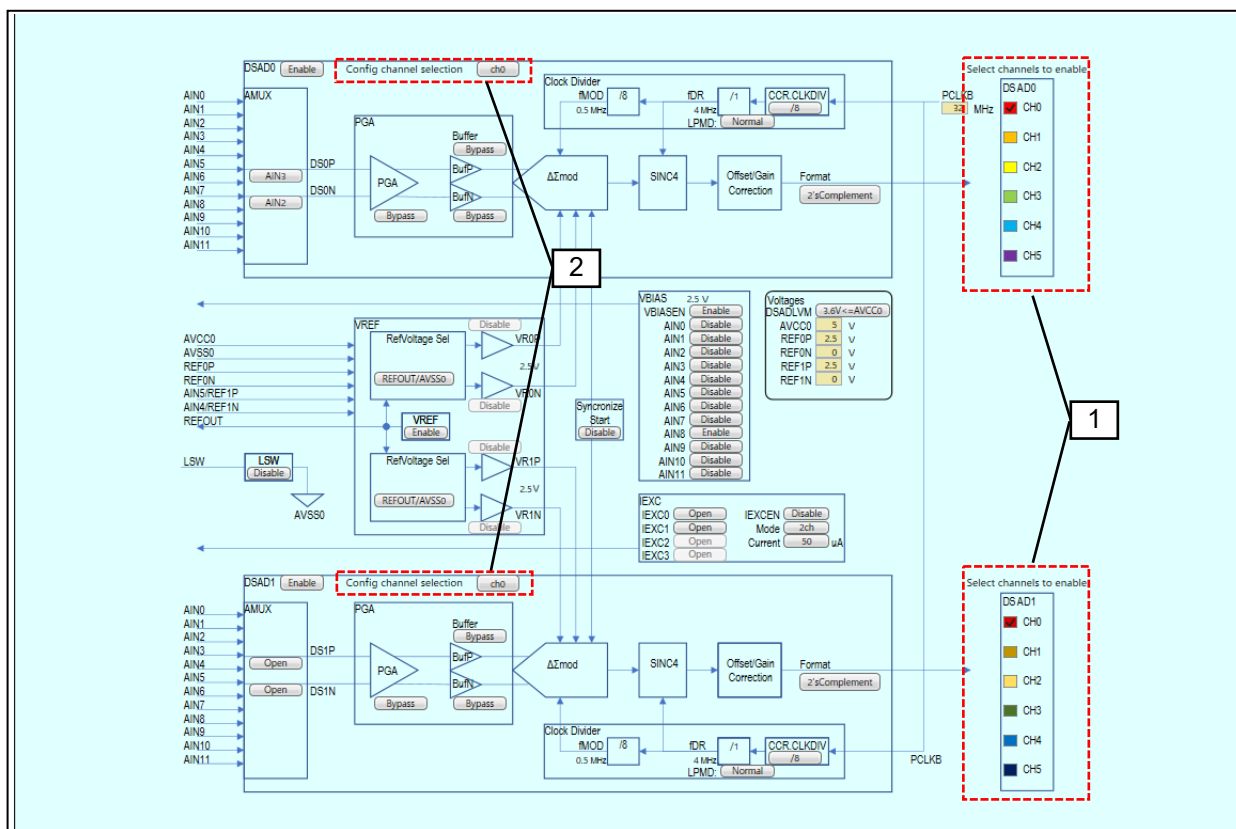 DSAD0 Enable Config channel selection ch0
Select channels to enable
Clock Divider
fMOD /8 fDR /1 CCR.CLKDIV
/8
0.5 MHz 4 MHz
LPMD: Normal
PCLKB
32 MHz
DSAD0
CH0
CH1
CH2
CH3
CH4
CH5
AIN0
AIN1
AIN2
AIN3
AIN4
AIN5
AIN6
AIN7
AIN8
AIN9
AIN10
AIN11
AMUX
AIN3
AIN2
DS0P
DS0N
PGA
PGA
Bypass
Buffer
Bypass
BufP
BufN
Bypass
ΔΣmod
SINC4
Offset/Gain
Correction
Format
2'sComplement
2
1
AVCC0
AVSS0
REF0P
REF0N
AIN5/REF1P
AIN4/REF1N
REFOUT
VREF
Disable
RefVoltage Sel
VR0P
2.5V
REFOUT/AVSS0
VR0N
Disable
VREF
Enable
Disable
RefVoltage Sel
VR1P
2.5V
REFOUT/AVSS0
VR1N
Disable
LSW
LSW
Disable
AVSS0
Syncronize
Start
Disable
VBIAS 2.5 V
VBIASEN Enable
AIN0 Disable
AIN1 Disable
AIN2 Disable
AIN3 Disable
AIN4 Disable
AIN5 Disable
AIN6 Disable
AIN7 Disable
AIN8 Enable
AIN9 Disable
AIN10 Disable
AIN11 Disable
Voltages
DSADLVM 3.6V<=AVCC0
AVCC0 5 V
REF0P 2.5 V
REF0N 0 V
REF1P 2.5 V
REF1N 0 V
IEXC
IEXC0 Open IEXCEN Disable
IEXC1 Open Mode 2ch
IEXC2 Open Current 50 uA
IEXC3 Open
DSAD1 Enable Config channel selection ch0
Select channels to enable
DSAD1
CH0
CH1
CH2
CH3
CH4
CH5
AIN0
AIN1
AIN2
AIN3
AIN4
AIN5
AIN6
AIN7
AIN8
AIN9
AIN10
AIN11
AMUX
Open
Open
DS1P
DS1N
PGA
PGA
Bypass
Buffer
Bypass
BufP
BufN
Bypass
ΔΣmod
SINC4
Offset/Gain
Correction
Format
2'sComplement
Clock Divider
fMOD /8 fDR /1 CCR.CLKDIV
/8
0.5 MHz 4 MHz
LPMD: Normal
PCLKB